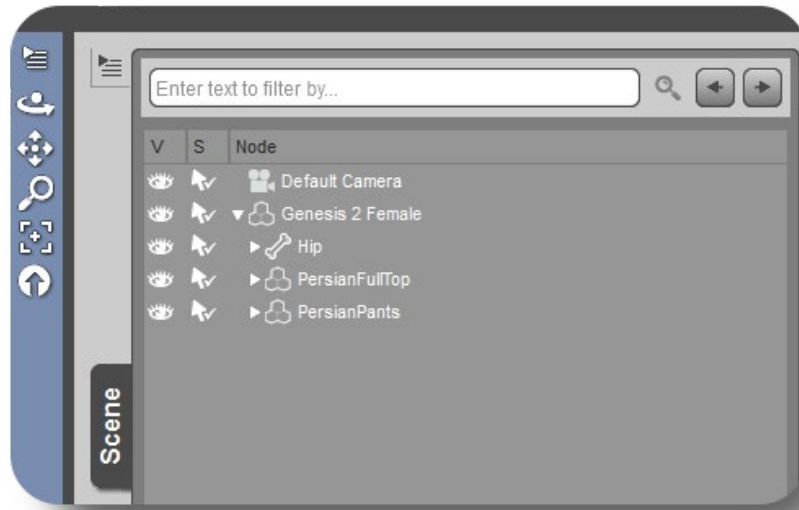 Enter text to filter by...
V S Node
Default Camera
Genesis 2 Female
Hip
PersianFullTop
PersianPants
Scene